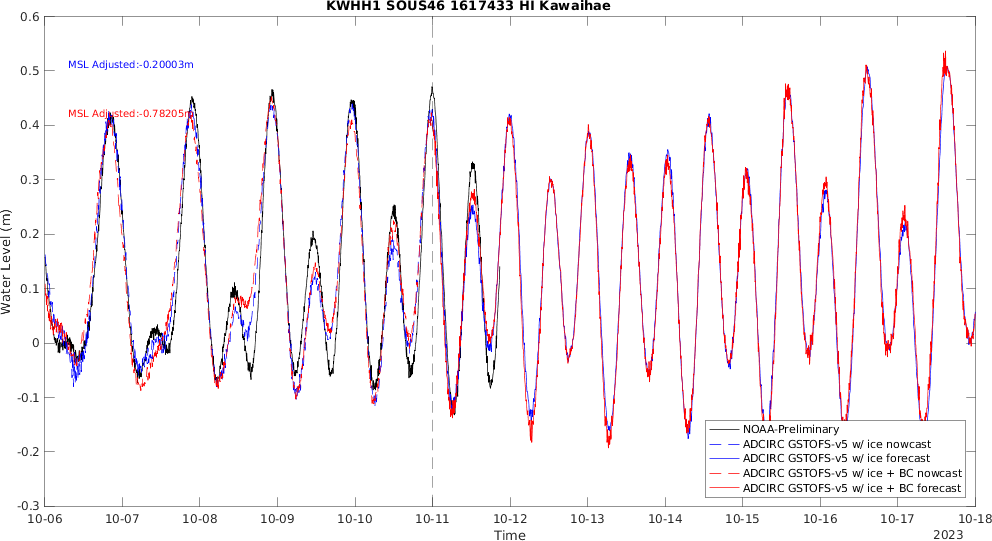 KWHH1 SOUS46 1617433 HI Kawaihae
0.6
0.5
0.4
0.3
0.2
0.1
0
-0.1
-0.2
-0.3
Water Level (m)
MSL Adjusted:-0.20003m
MSL Adjusted:-0.78205m
NOAA-Preliminary
ADCIRC GSTOFS-v5 w/ ice nowcast
ADCIRC GSTOFS-v5 w/ ice forecast
ADCIRC GSTOFS-v5 w/ ice + BC nowcast
ADCIRC GSTOFS-v5 w/ ice + BC forecast
10-06 10-07 10-08 10-09 10-10 10-11 10-12 10-13 10-14 10-15 10-16 10-17 10-18
Time
2023